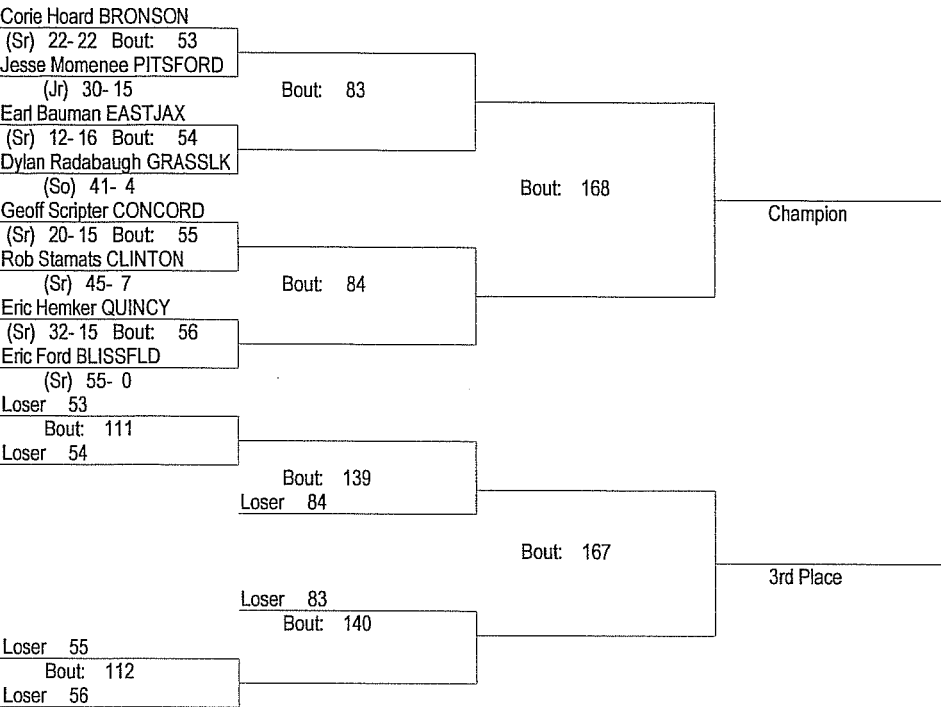 Corie Hoard BRONSON
(Sr) 22- 22 Bout: 53
Jesse Momenee PITSFORD
(Jr) 30- 15
Bout: 83
Earl Bauman EASTJAX
(Sr) 12- 16 Bout: 54
Dylan Radabaugh GRASSLK
(So) 41- 4
Bout: 168
Champion
Geoff Scripter CONCORD
(Sr) 20- 15 Bout: 55
Rob Stamats CLINTON
(Sr) 45- 7
Bout: 84
Eric Hemker QUINCY
(Sr) 32- 15 Bout: 56
Eric Ford BLISSFLD
(Sr) 55- 0
Loser 53
Bout: 111
Loser 54
Bout: 139
Loser 84
Bout: 167
3rd Place
Loser 83
Bout: 140
Loser 55
Bout: 112
Loser 56